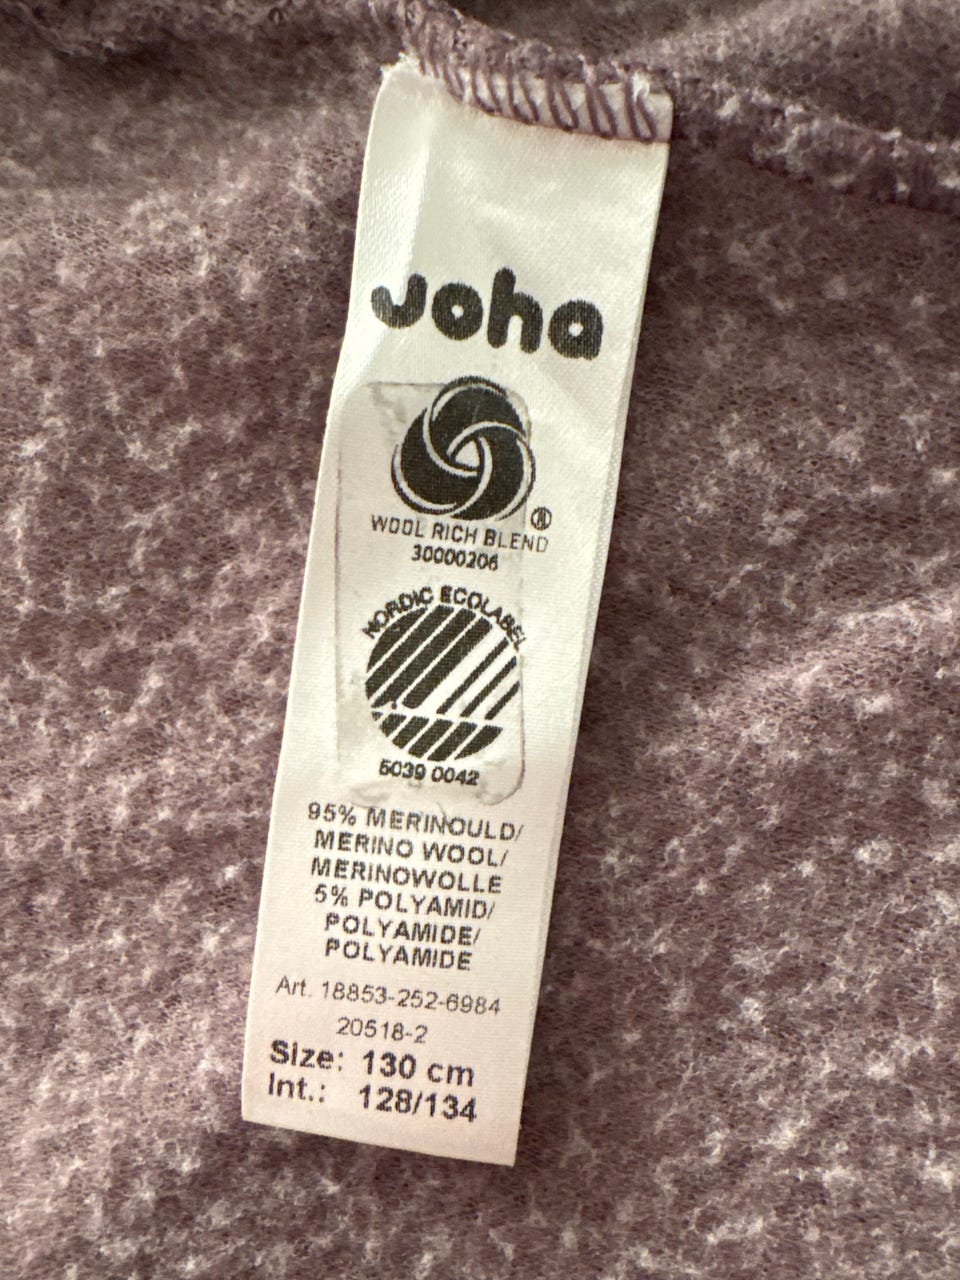 Joha
®
WOOL RICH BLEND
30000206
NORDIC ECOLABEL
5039 0042
95% MERINOULD/
MERINO WOOL/
MERINOWOLLE
5% POLYAMID/
POLYAMIDE/
POLYAMIDE
Art. 18853-252-6984
20518-2
Size: 130 cm
Int.: 128/134